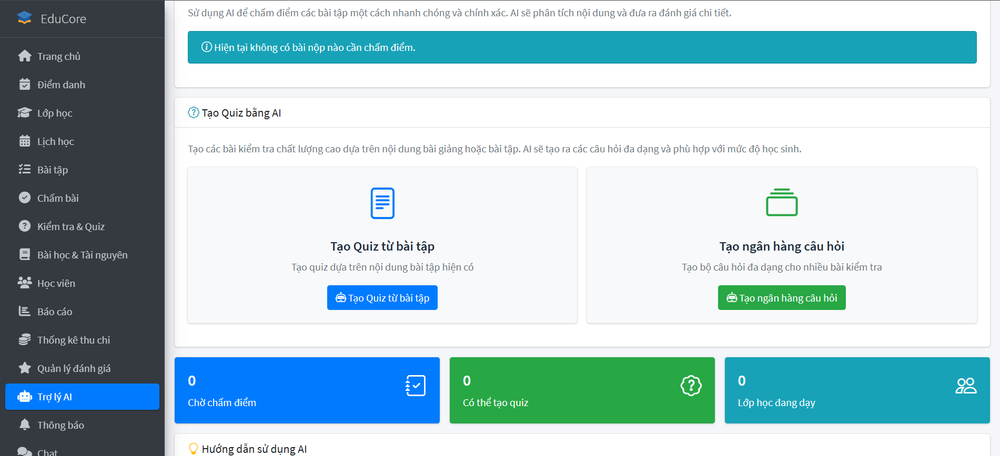 EduCore
Trang chủ
Điểm danh
Lớp học
Lịch học
Bài tập
Chấm bài
Kiểm tra & Quiz
Bài học & Tài nguyên
Học viên
Báo cáo
Thống kê thu chi
Quản lý đánh giá
Trợ lý AI
Thông báo
Chat
Sử dụng AI để chấm điểm các bài tập một cách nhanh chóng và chính xác. AI sẽ phân tích nội dung và đưa ra đánh giá chi tiết.
Hiện tại không có bài nộp nào cần chấm điểm.
Tạo Quiz bằng AI
Tạo các bài kiểm tra chất lượng cao dựa trên nội dung bài giảng hoặc bài tập. AI sẽ tạo ra các câu hỏi đa dạng và phù hợp với mức độ học sinh.
Tạo Quiz từ bài tập
Tạo quiz dựa trên nội dung bài tập hiện có
Tạo Quiz từ bài tập
Tạo ngân hàng câu hỏi
Tạo bộ câu hỏi đa dạng cho nhiều bài kiểm tra
Tạo ngân hàng câu hỏi
0
Chờ chấm điểm
0
Có thể tạo quiz
0
Lớp học đang dạy
Hướng dẫn sử dụng AI